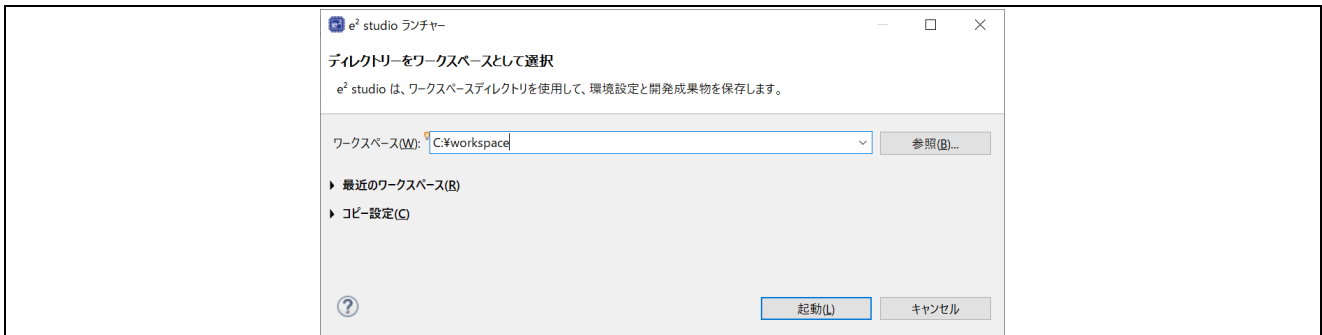 e² studio ランチャー
ディレクトリーをワークスペースとして選択
e² studio は、ワークスペースディレクトリを使用して、環境設定と開発成果物を保存します。
ワークスペース(W): C:¥workspace 参照(B)...
最近のワークスペース(R)
コピー設定(C)
起動(L) キャンセル